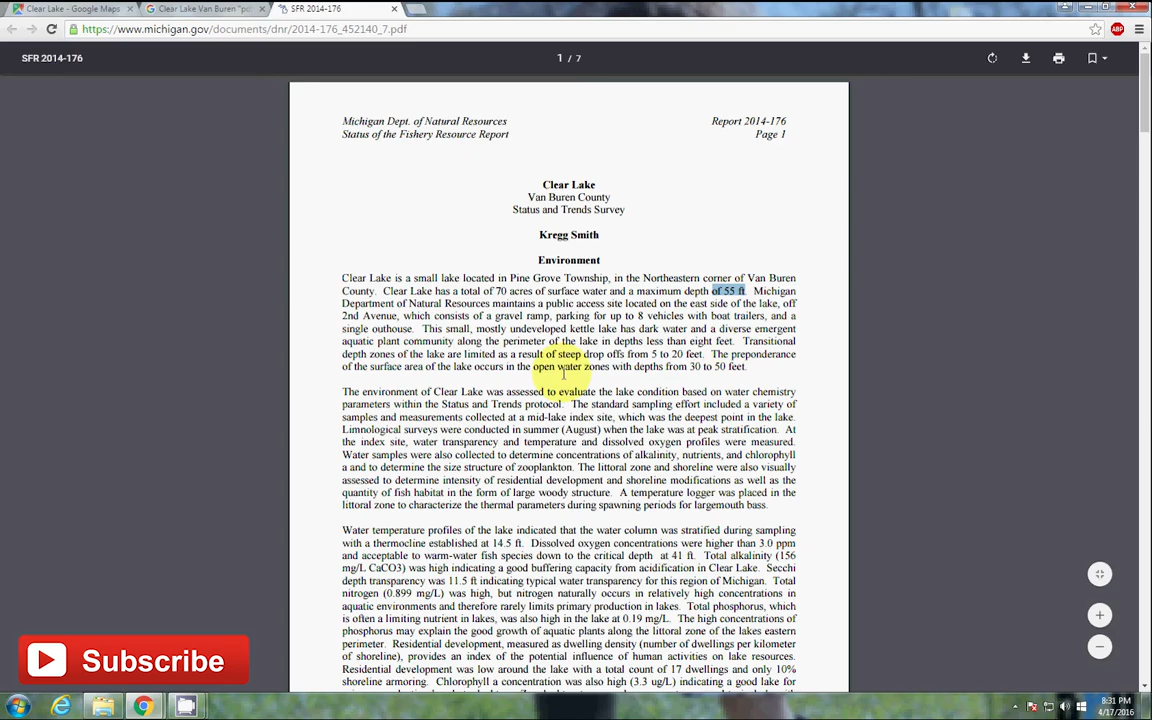 Clear Lake - Google Maps
Clear Lake Van Buren "po
SFR 2014-176
https://www.michigan.gov/documents/dnr/2014-176_452140_7.pdf
ABP
SFR 2014-176
1 / 7
Michigan Dept. of Natural Resources
Report 2014-176
Status of the Fishery Resource Report
Page 1
Clear Lake
Van Buren County
Status and Trends Survey
Kregg Smith
Environment
Clear Lake is a small lake located in Pine Grove Township, in the Northeastern corner of Van Buren
County. Clear Lake has a total of 70 acres of surface water and a maximum depth of 55 ft. Michigan
Department of Natural Resources maintains a public access site located on the east side of the lake, off
2nd Avenue, which consists of a gravel ramp, parking for up to 8 vehicles with boat trailers, and a
single outhouse. This small, mostly undeveloped kettle lake has dark water and a diverse emergent
aquatic plant community along the perimeter of the lake in depths less than eight feet. Transitional
depth zones of the lake are limited as a result of steep drop offs from 5 to 20 feet. The preponderance
of the surface area of the lake occurs in the open water zones with depths from 30 to 50 feet.
The environment of Clear Lake was assessed to evaluate the lake condition based on water chemistry
parameters within the Status and Trends protocol. The standard sampling effort included a variety of
samples and measurements collected at a mid-lake index site, which was the deepest point in the lake.
Limnological surveys were conducted in summer (August) when the lake was at peak stratification. At
the index site, water transparency and temperature and dissolved oxygen profiles were measured.
Water samples were also collected to determine concentrations of alkalinity, nutrients, and chlorophyll
a and to determine the size structure of zooplankton. The littoral zone and shoreline were also visually
assessed to determine intensity of residential development and shoreline modifications as well as the
quantity of fish habitat in the form of large woody structure. A temperature logger was placed in the
littoral zone to characterize the thermal parameters during spawning periods for largemouth bass.
Water temperature profiles of the lake indicated that the water column was stratified during sampling
with a thermocline established at 14.5 ft. Dissolved oxygen concentrations were higher than 3.0 ppm
and acceptable to warm-water fish species down to the critical depth at 41 ft. Total alkalinity (156
mg/L CaCO3) was high indicating a good buffering capacity from acidification in Clear Lake. Secchi
depth transparency was 11.5 ft indicating typical water transparency for this region of Michigan. Total
nitrogen (0.899 mg/L) was high, but nitrogen naturally occurs in relatively high concentrations in
aquatic environments and therefore rarely limits primary production in lakes. Total phosphorus, which
is often a limiting nutrient in lakes, was also high in the lake at 0.19 mg/L. The high concentrations of
phosphorus may explain the good growth of aquatic plants along the littoral zone of the lakes eastern
perimeter. Residential development, measured as dwelling density (number of dwellings per kilometer
of shoreline), provides an index of the potential influence of human activities on lake resources.
Residential development was low around the lake with a total count of 17 dwellings and only 10%
shoreline armoring. Chlorophyll a concentration was also high (3.3 ug/L) indicating a good lake for
Subscribe
8:31 PM
4/17/2016